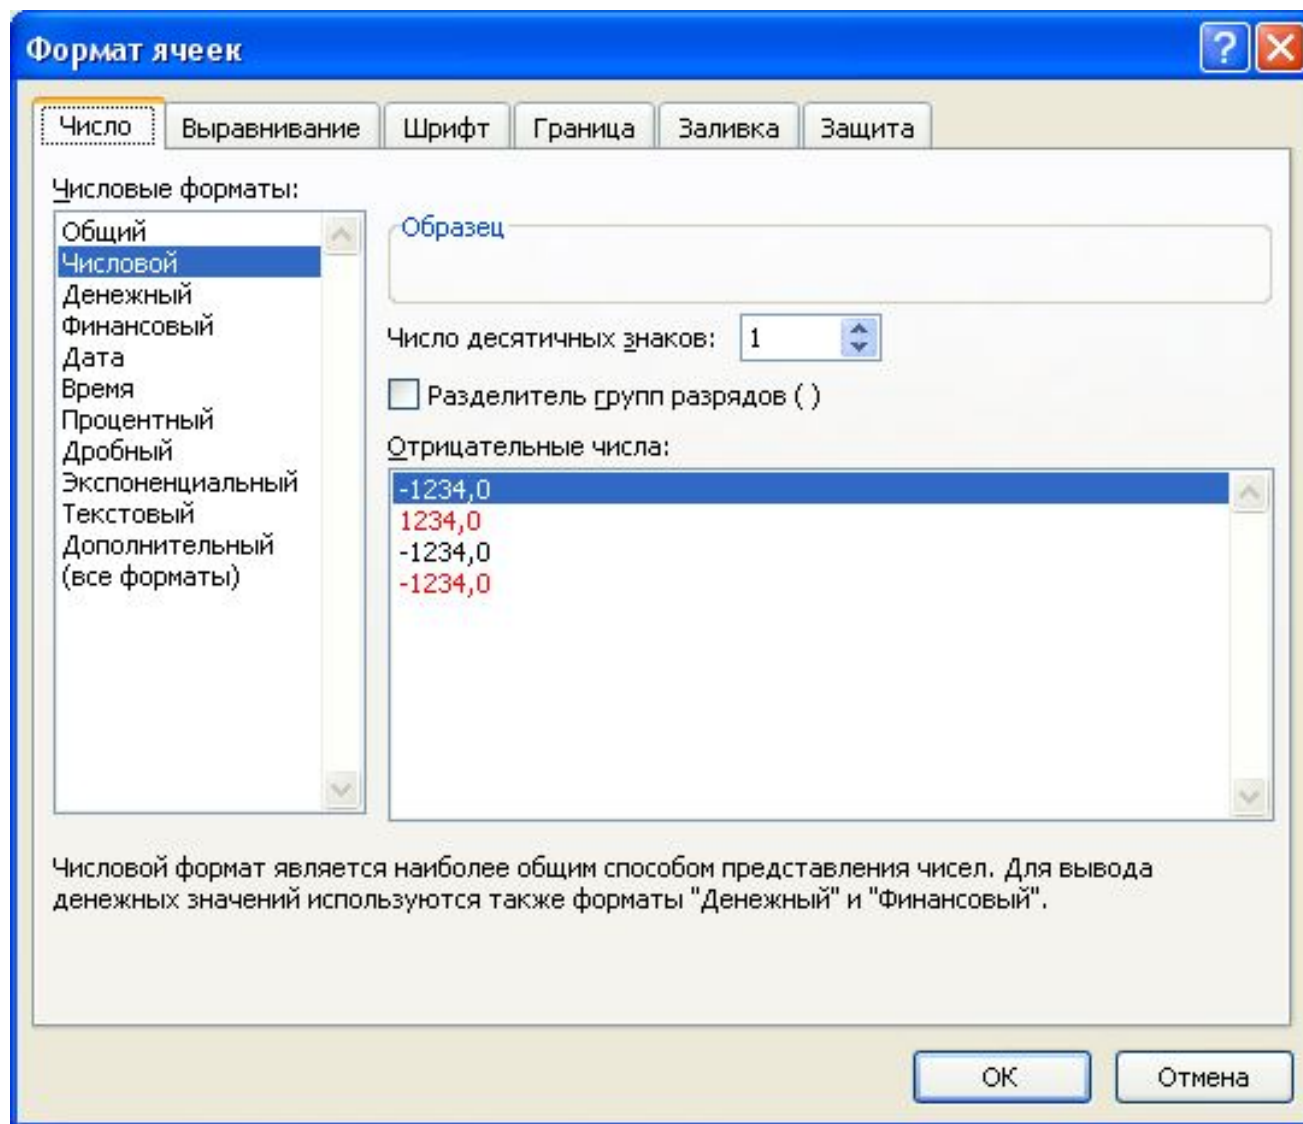 Формат ячеек
Число Выравнивание Шрифт Граница Заливка Защита
Числовые форматы:
Общий
Числовой
Денежный
Финансовый
Дата
Время
Процентный
Дробный
Экспоненциальный
Текстовый
Дополнительный
(все форматы)
Образец
Число десятичных знаков: 1
Разделитель групп разрядов ( )
Отрицательные числа:
-1234,0
1234,0
-1234,0
-1234,0
Числовой формат является наиболее общим способом представления чисел. Для вывода
денежных значений используются также форматы "Денежный" и "Финансовый".
ОК Отмена